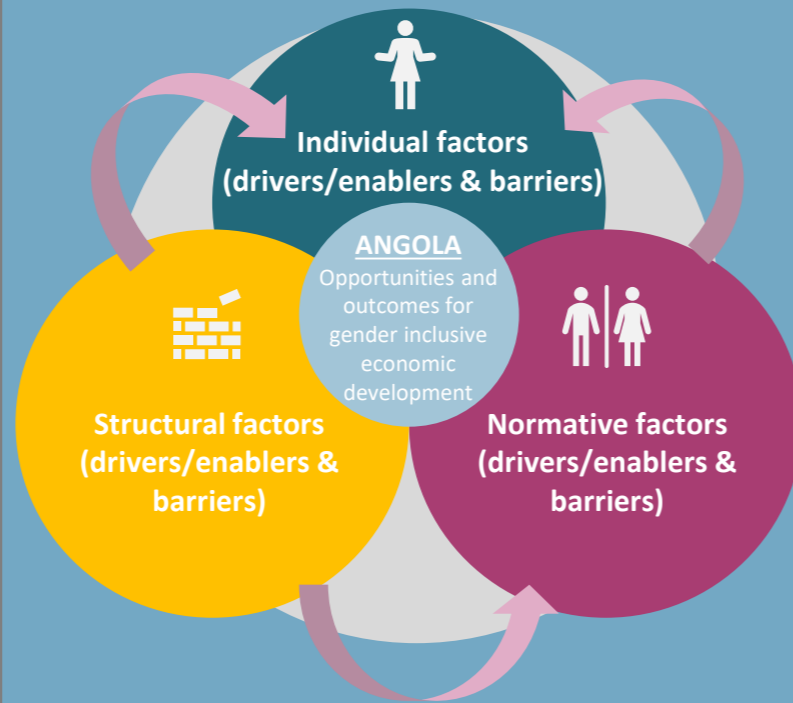 Individual factors
(drivers/enablers & barriers)
ANGOLA
Opportunities and
outcomes for
gender inclusive
economic
development
Structural factors
(drivers/enablers &
barriers)
Normative factors
(drivers/enablers &
barriers)